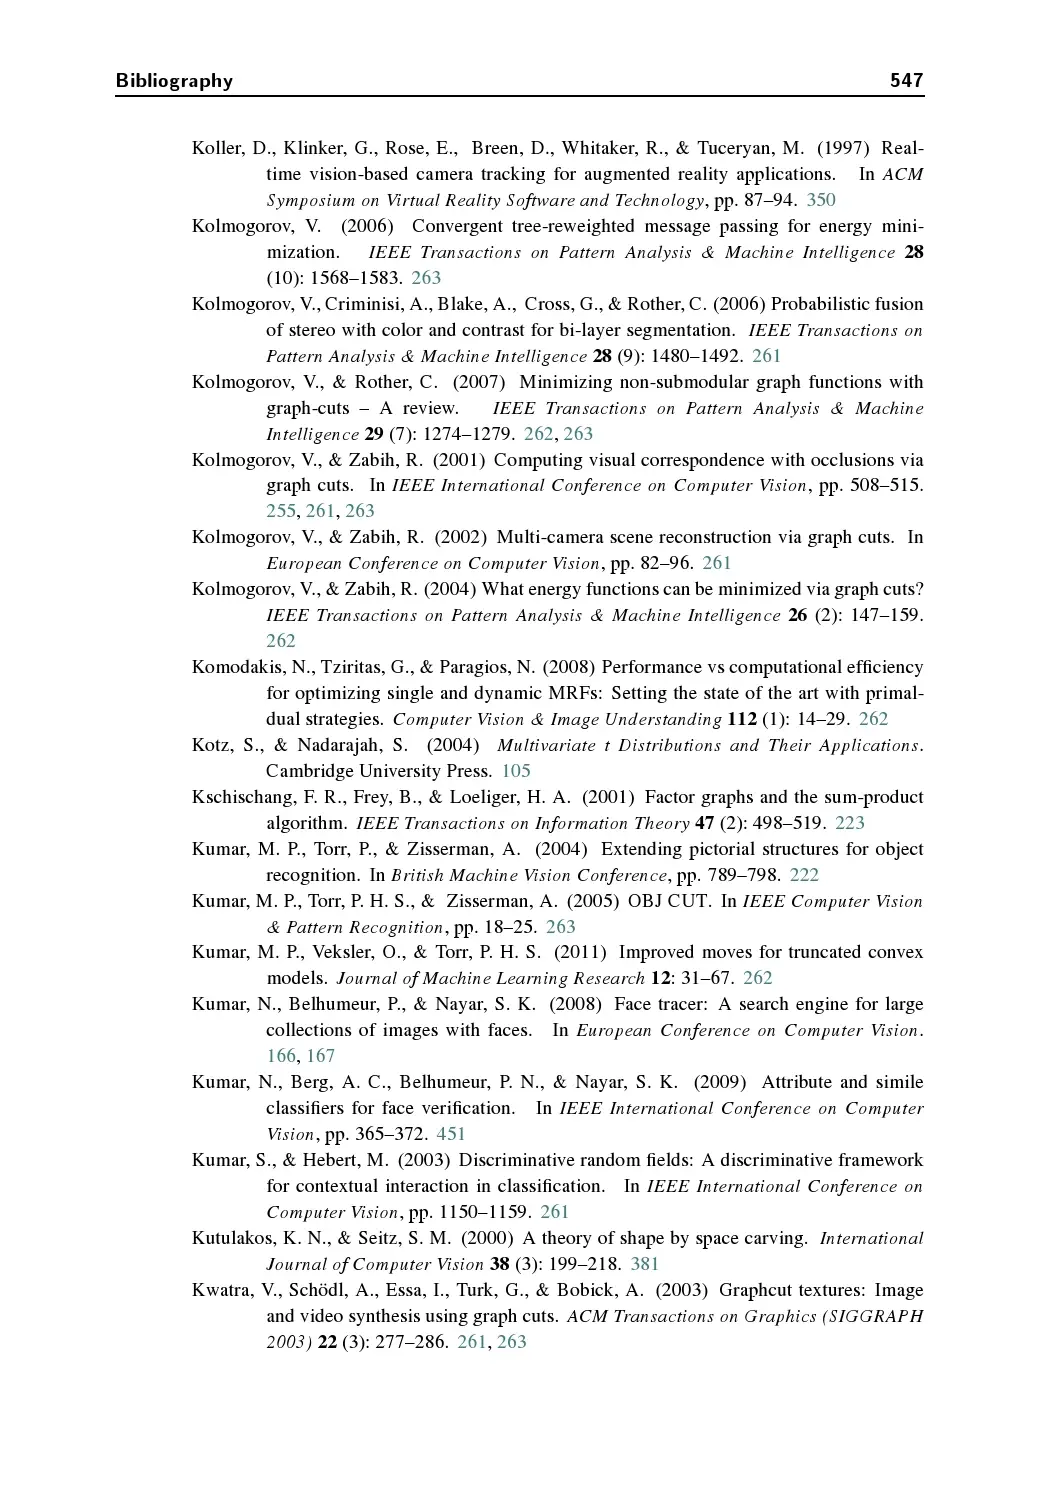 Bibliography 547
Koller, D., Klinker, G., Rose, E., Breen, D., Whitaker, R., & Tuceryan, M. (1997) Real-
time vision-based camera tracking for augmented reality applications. In ACM
Symposium on Virtual Reality Software and Technology, pp. 87–94. 350
Kolmogorov, V. (2006) Convergent tree-reweighted message passing for energy mini-
mization. IEEE Transactions on Pattern Analysis & Machine Intelligence 28
(10): 1568–1583. 263
Kolmogorov, V., Criminisi, A., Blake, A., Cross, G., & Rother, C. (2006) Probabilistic fusion
of stereo with color and contrast for bi-layer segmentation. IEEE Transactions on
Pattern Analysis & Machine Intelligence 28 (9): 1480–1492. 261
Kolmogorov, V., & Rother, C. (2007) Minimizing non-submodular graph functions with
graph-cuts – A review. IEEE Transactions on Pattern Analysis & Machine
Intelligence 29 (7): 1274–1279. 262, 263
Kolmogorov, V., & Zabih, R. (2001) Computing visual correspondence with occlusions via
graph cuts. In IEEE International Conference on Computer Vision, pp. 508–515.
255, 261, 263
Kolmogorov, V., & Zabih, R. (2002) Multi-camera scene reconstruction via graph cuts. In
European Conference on Computer Vision, pp. 82–96. 261
Kolmogorov, V., & Zabih, R. (2004) What energy functions can be minimized via graph cuts?
IEEE Transactions on Pattern Analysis & Machine Intelligence 26 (2): 147–159.
262
Komodakis, N., Tziritas, G., & Paragios, N. (2008) Performance vs computational efficiency
for optimizing single and dynamic MRFs: Setting the state of the art with primal-
dual strategies. Computer Vision & Image Understanding 112 (1): 14–29. 262
Kotz, S., & Nadarajah, S. (2004) Multivariate t Distributions and Their Applications.
Cambridge University Press. 105
Kschischang, F. R., Frey, B., & Loeliger, H. A. (2001) Factor graphs and the sum-product
algorithm. IEEE Transactions on Information Theory 47 (2): 498–519. 223
Kumar, M. P., Torr, P., & Zisserman, A. (2004) Extending pictorial structures for object
recognition. In British Machine Vision Conference, pp. 789–798. 222
Kumar, M. P., Torr, P. H. S., & Zisserman, A. (2005) OBJ CUT. In IEEE Computer Vision
& Pattern Recognition, pp. 18–25. 263
Kumar, M. P., Veksler, O., & Torr, P. H. S. (2011) Improved moves for truncated convex
models. Journal of Machine Learning Research 12: 31–67. 262
Kumar, N., Belhumeur, P., & Nayar, S. K. (2008) Face tracer: A search engine for large
collections of images with faces. In European Conference on Computer Vision.
166, 167
Kumar, N., Berg, A. C., Belhumeur, P. N., & Nayar, S. K. (2009) Attribute and simile
classifiers for face verification. In IEEE International Conference on Computer
Vision, pp. 365–372. 451
Kumar, S., & Hebert, M. (2003) Discriminative random fields: A discriminative framework
for contextual interaction in classification. In IEEE International Conference on
Computer Vision, pp. 1150–1159. 261
Kutulakos, K. N., & Seitz, S. M. (2000) A theory of shape by space carving. International
Journal of Computer Vision 38 (3): 199–218. 381
Kwatra, V., Schödl, A., Essa, I., Turk, G., & Bobick, A. (2003) Graphcut textures: Image
and video synthesis using graph cuts. ACM Transactions on Graphics (SIGGRAPH
2003) 22 (3): 277–286. 261, 263